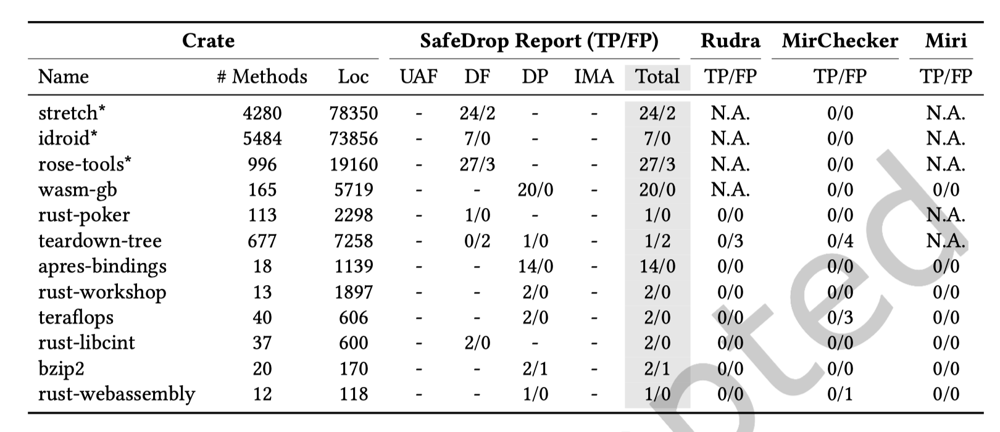 Crate SafeDrop Report (TP/FP) Rudra MirChecker Miri
Name # Methods Loc UAF DF DP IMA Total TP/FP TP/FP TP/FP
stretch* 4280 78350 - 24/2 - - 24/2 N.A. 0/0 N.A.
idroid* 5484 73856 - 7/0 - - 7/0 N.A. 0/0 N.A.
rose-tools* 996 19160 - 27/3 - - 27/3 N.A. 0/0 N.A.
wasm-gb 165 5719 - - 20/0 - 20/0 N.A. 0/0 0/0
rust-poker 113 2298 - 1/0 - - 1/0 0/0 0/0 N.A.
teardown-tree 677 7258 - 0/2 1/0 - 1/2 0/3 0/4 N.A.
apres-bindings 18 1139 - - 14/0 - 14/0 0/0 0/0 0/0
rust-workshop 13 1897 - - 2/0 - 2/0 0/0 0/0 0/0
teraflops 40 606 - - 2/0 - 2/0 0/0 0/3 0/0
rust-libcint 37 600 - 2/0 - - 2/0 0/0 0/0 0/0
bzip2 20 170 - - 2/1 - 2/1 0/0 0/0 0/0
rust-webassembly 12 118 - - 1/0 - 1/0 0/0 0/1 0/0
pted